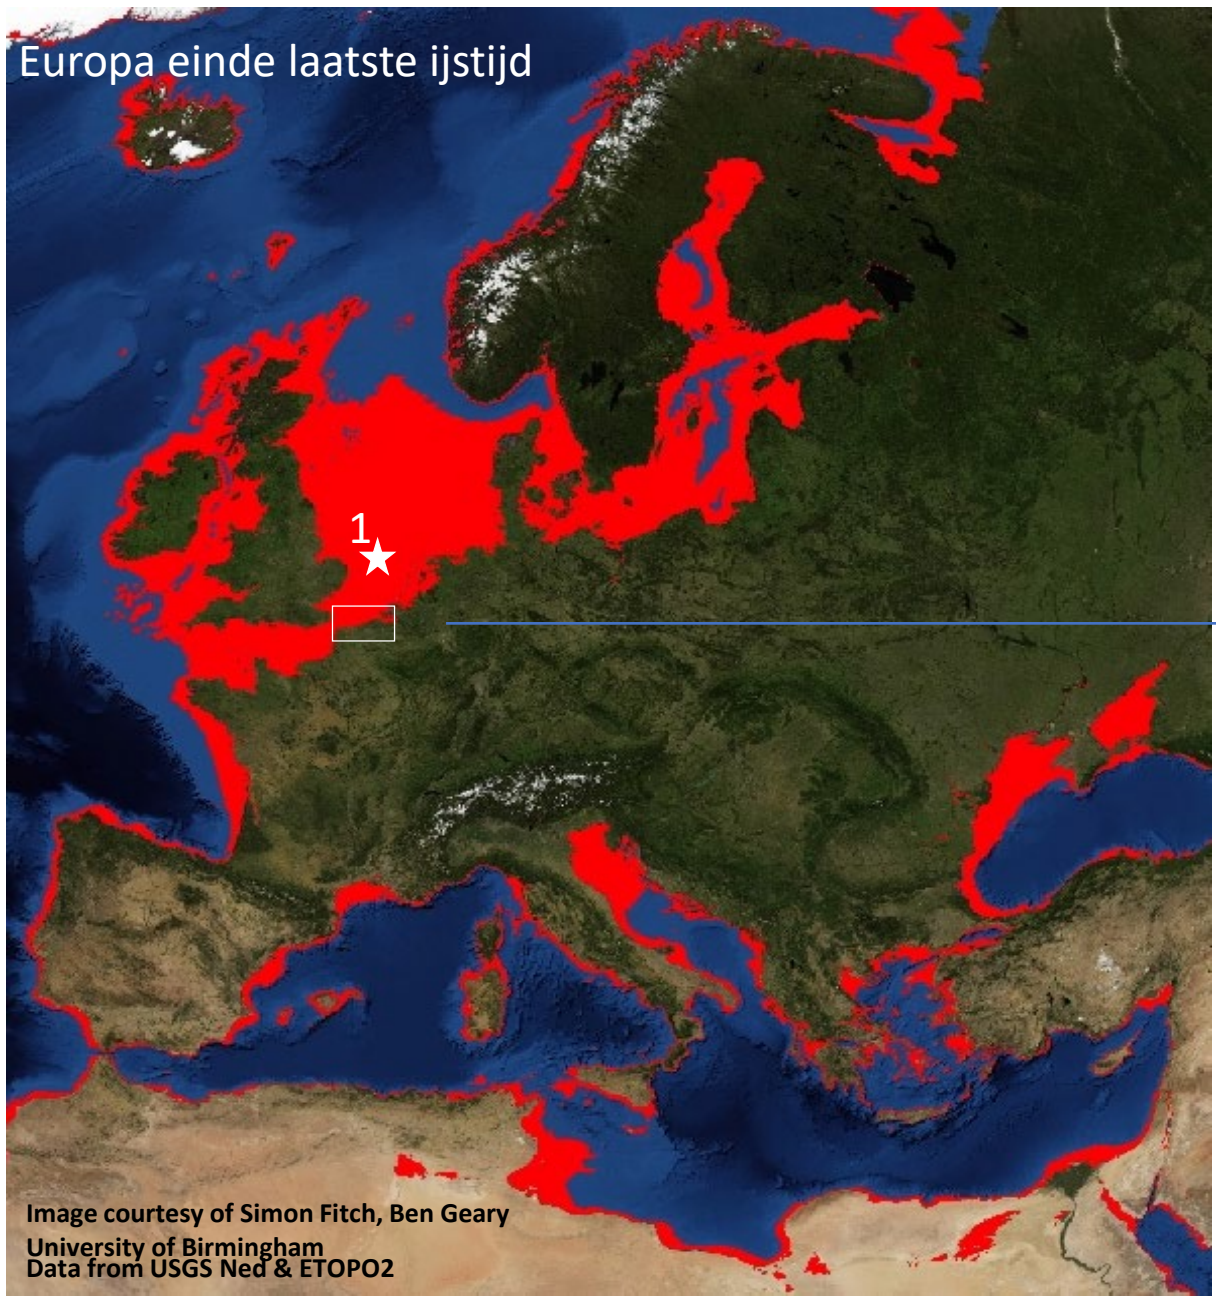 Europa einde laatste ijstijd
1
Image courtesy of Simon Fitch, Ben Geary
University of Birmingham
Data from USGS Ned & ETOPO2